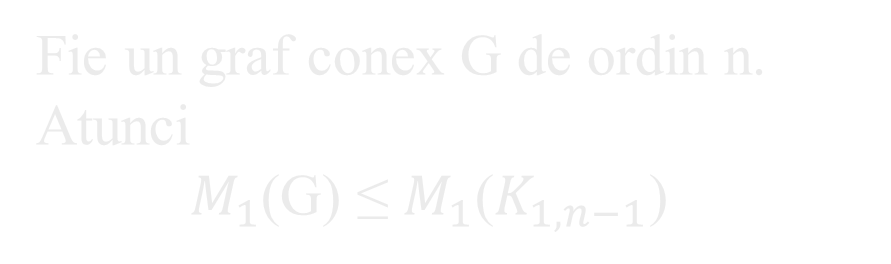 Fie un graf conex G de ordin n.
Atunci
𝑀₁(G) ≤ 𝑀₁(𝐾₁,ₙ₋₁)